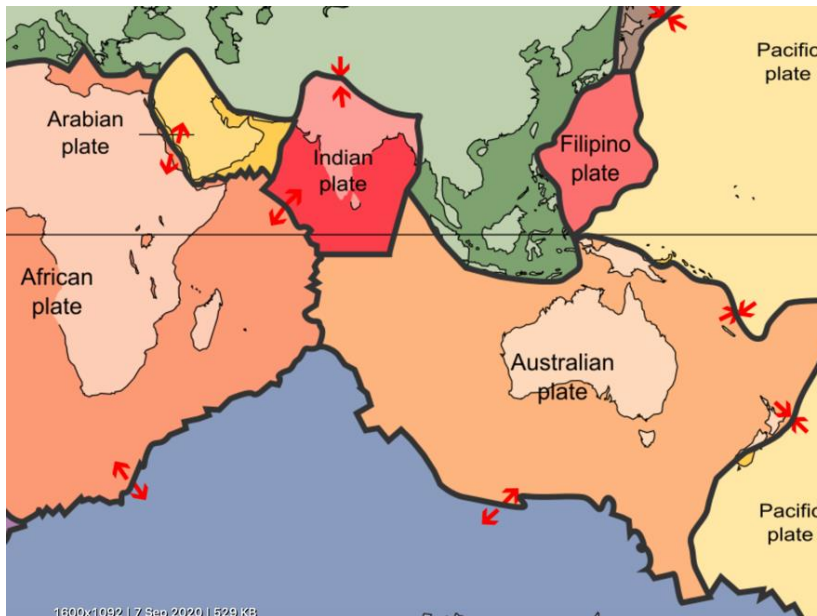 Pacific
plate
Arabian
plate
Indian
plate
Filipino
plate
African
plate
Australian
plate
Pacific
plate
1600x1092 | 7 Sep 2020 | 529 KB